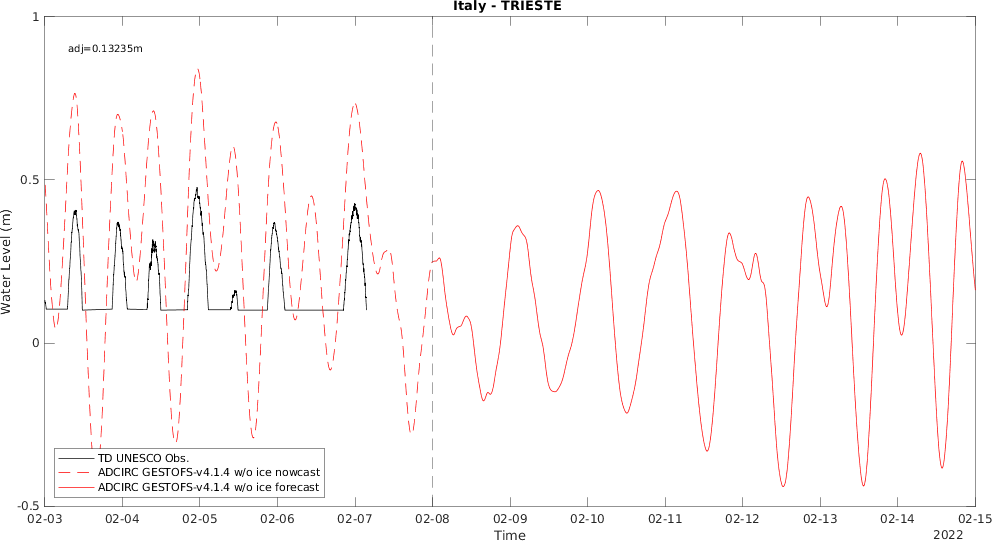 Italy - TRIESTE
adj=0.13235m
1
0.5
0
-0.5
Water Level (m)
TD UNESCO Obs.
ADCIRC GESTOFS-v4.1.4 w/o ice nowcast
ADCIRC GESTOFS-v4.1.4 w/o ice forecast
02-03 02-04 02-05 02-06 02-07 02-08 02-09 02-10 02-11 02-12 02-13 02-14 02-15
Time
2022